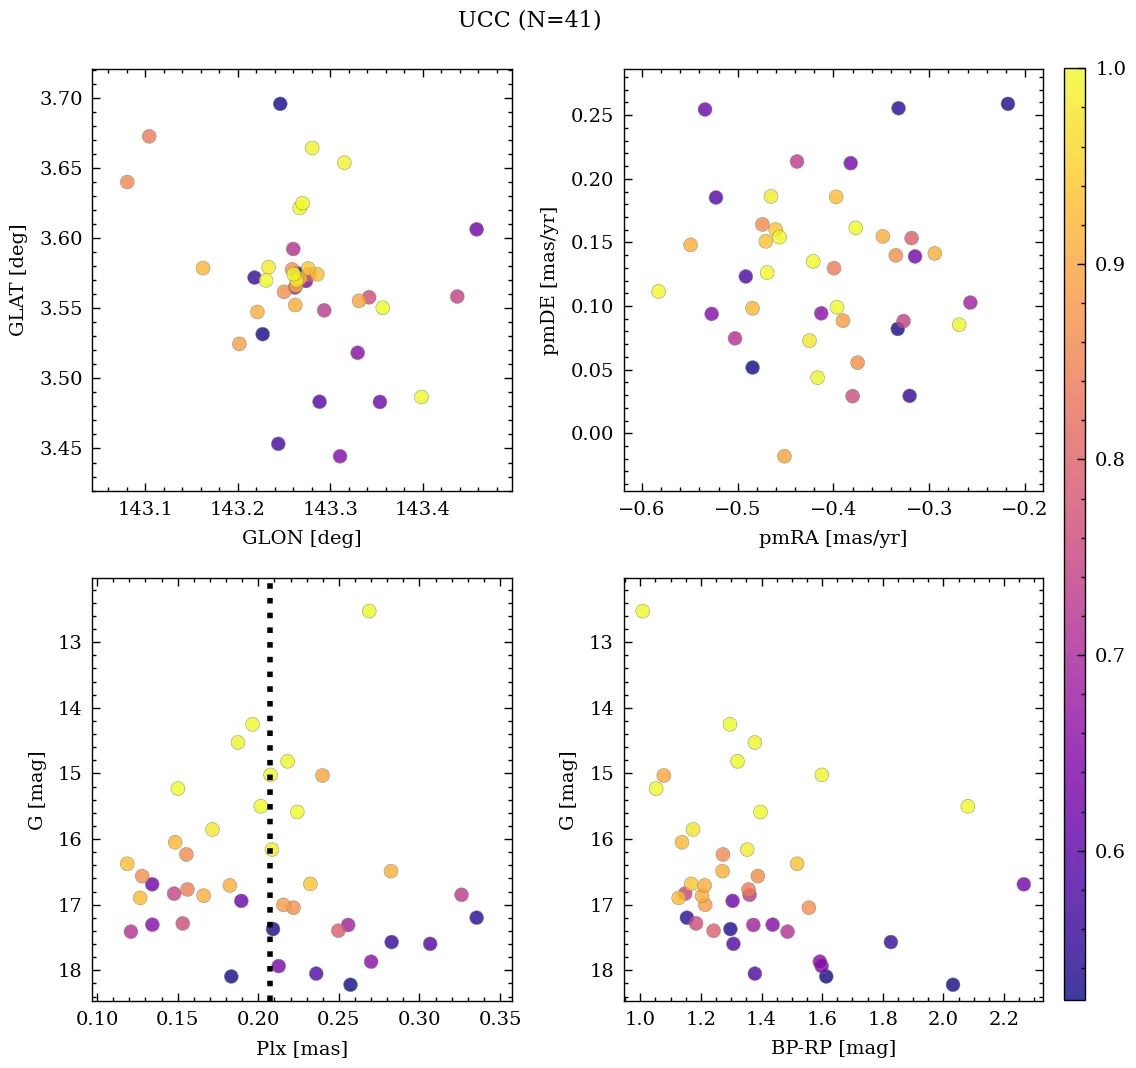 UCC (N=41)
3.70
3.65
3.60
3.55
3.50
3.45
GLAT [deg]
143.1 143.2 143.3 143.4
GLON [deg]
0.25
0.20
0.15
0.10
0.05
0.00
pmDE [mas/yr]
−0.6 −0.5 −0.4 −0.3 −0.2
pmRA [mas/yr]
13
14
15
16
17
18
G [mag]
0.10 0.15 0.20 0.25 0.30 0.35
Plx [mas]
13
14
15
16
17
18
G [mag]
1.0 1.2 1.4 1.6 1.8 2.0 2.2
BP-RP [mag]
1.0
0.9
0.8
0.7
0.6